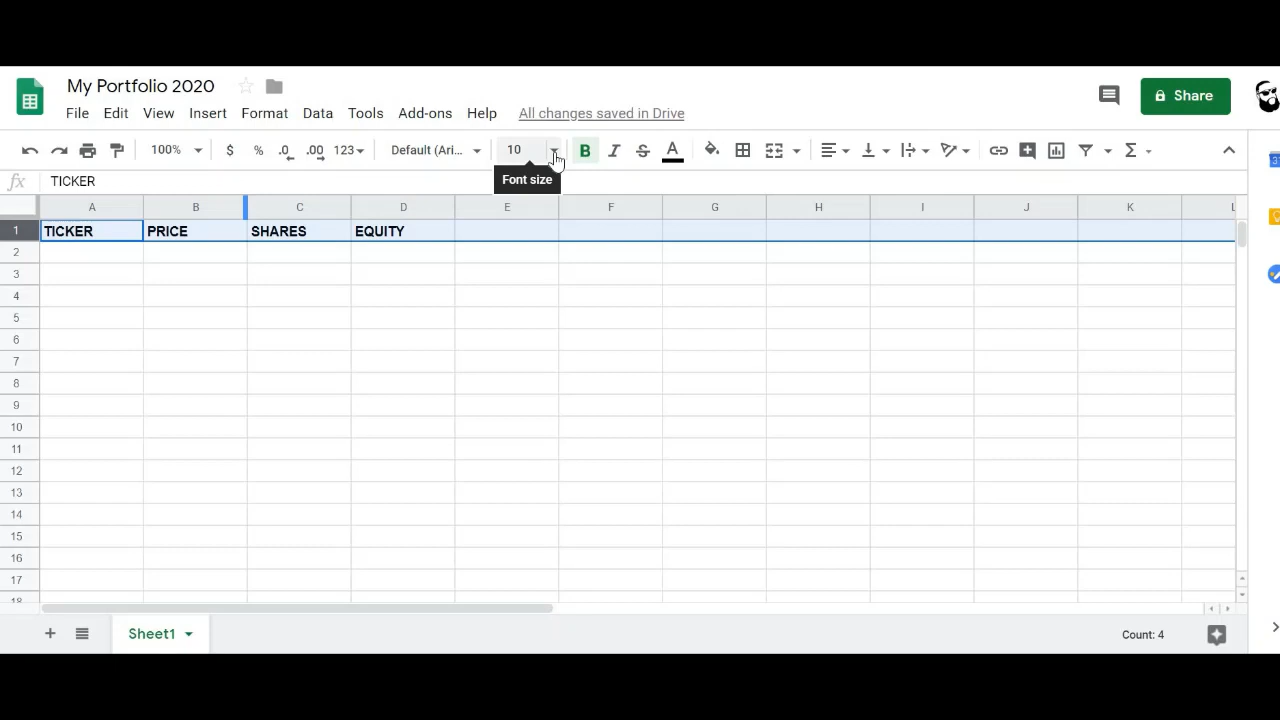 My Portfolio 2020
File Edit View Insert Format Data Tools Add-ons Help All changes saved in Drive
Share
100% $ % .0 .00 123 Default (Ari... 10 B I S A Σ
Font size
fx TICKER
A B C D E F G H I J K L
1 TICKER PRICE SHARES EQUITY
2
3
4
5
6
7
8
9
10
11
12
13
14
15
16
17
18
+ Sheet1 Count: 4